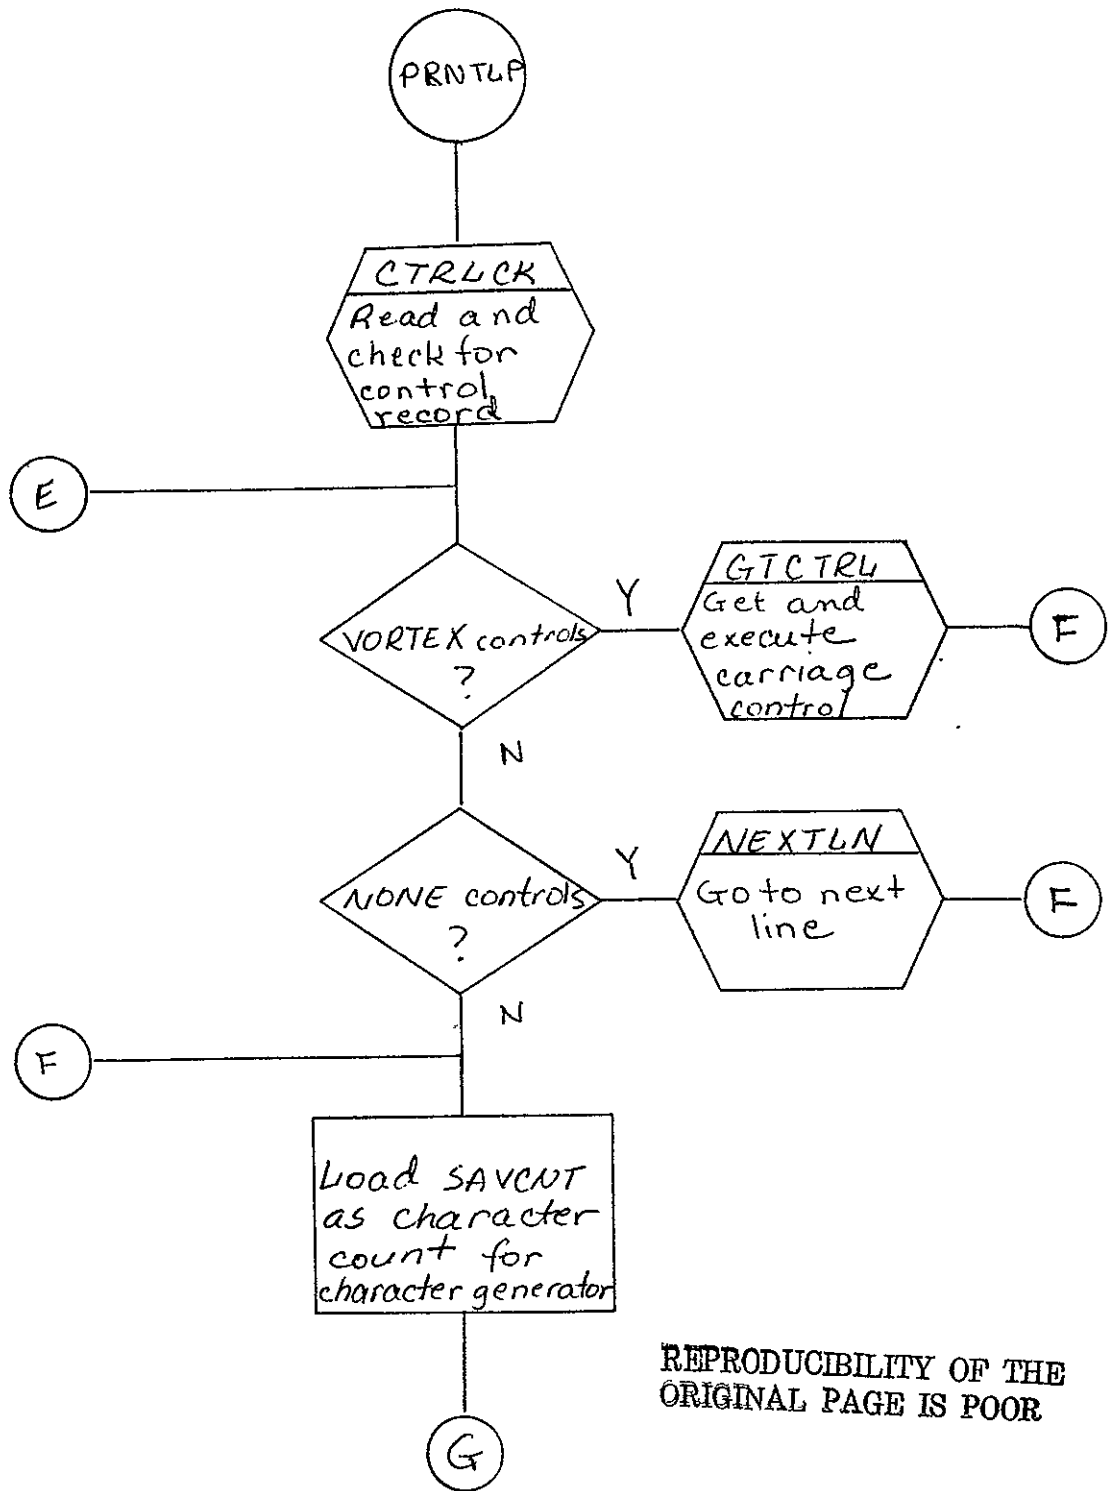 PRNTLP
CTRLCK
Read and
check for
control
record
E
VORTEX controls
?
Y
GTCTRL
Get and
execute
carriage
control
F
N
NONE controls
?
Y
NEXTLN
Go to next
line
F
N
F
Load SAVCNT
as character
count for
character generator
REPRODUCIBILITY OF THE
ORIGINAL PAGE IS POOR
G